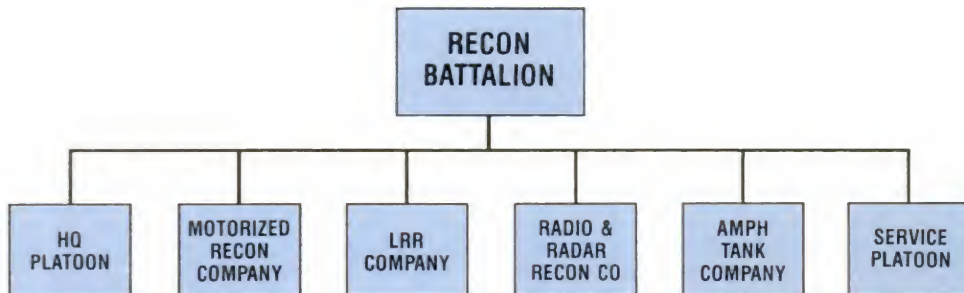 RECON
BATTALION
HQ
PLATOON
MOTORIZED
RECON
COMPANY
LRR
COMPANY
RADIO &
RADAR
RECON CO
AMPH
TANK
COMPANY
SERVICE
PLATOON